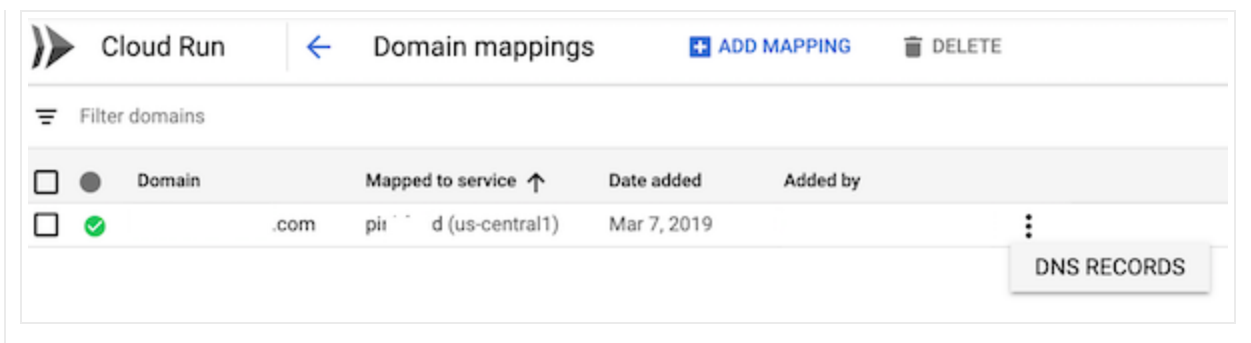 Cloud Run Domain mappings ADD MAPPING DELETE
Filter domains
Domain Mapped to service Date added Added by
.com d (us-central1) Mar 7, 2019
DNS RECORDS